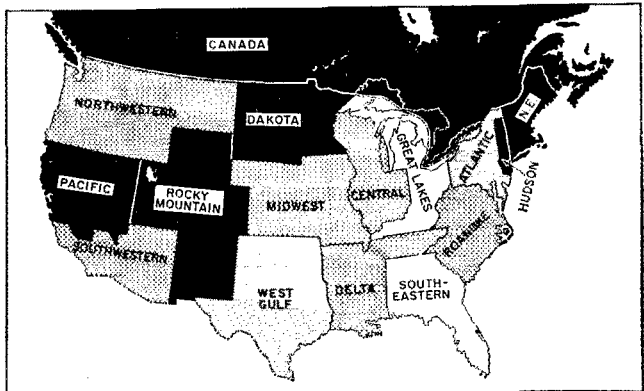 CANADA
NORTHWESTERN
DAKOTA
N.E.
GREAT LAKES
ATLANTIC
HUDSON
PACIFIC
ROCKY
MOUNTAIN
MIDWEST
CENTRAL
ROANOKE
SOUTHWESTERN
WEST
GULF
DELTA
SOUTH-
EASTERN